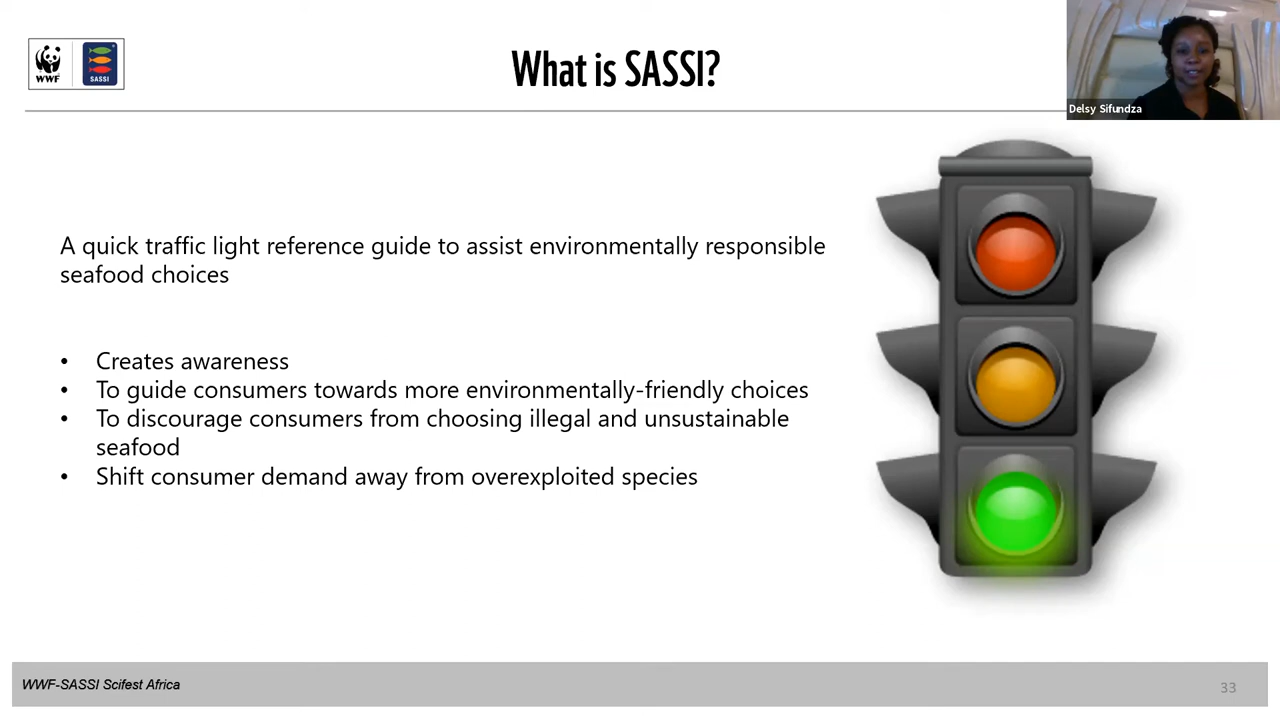 WWF
SASSI
What is SASSI?
Delsy Sifundza
A quick traffic light reference guide to assist environmentally responsible
seafood choices
• Creates awareness
• To guide consumers towards more environmentally-friendly choices
• To discourage consumers from choosing illegal and unsustainable
seafood
• Shift consumer demand away from overexploited species
WWF-SASSI Scifest Africa
33